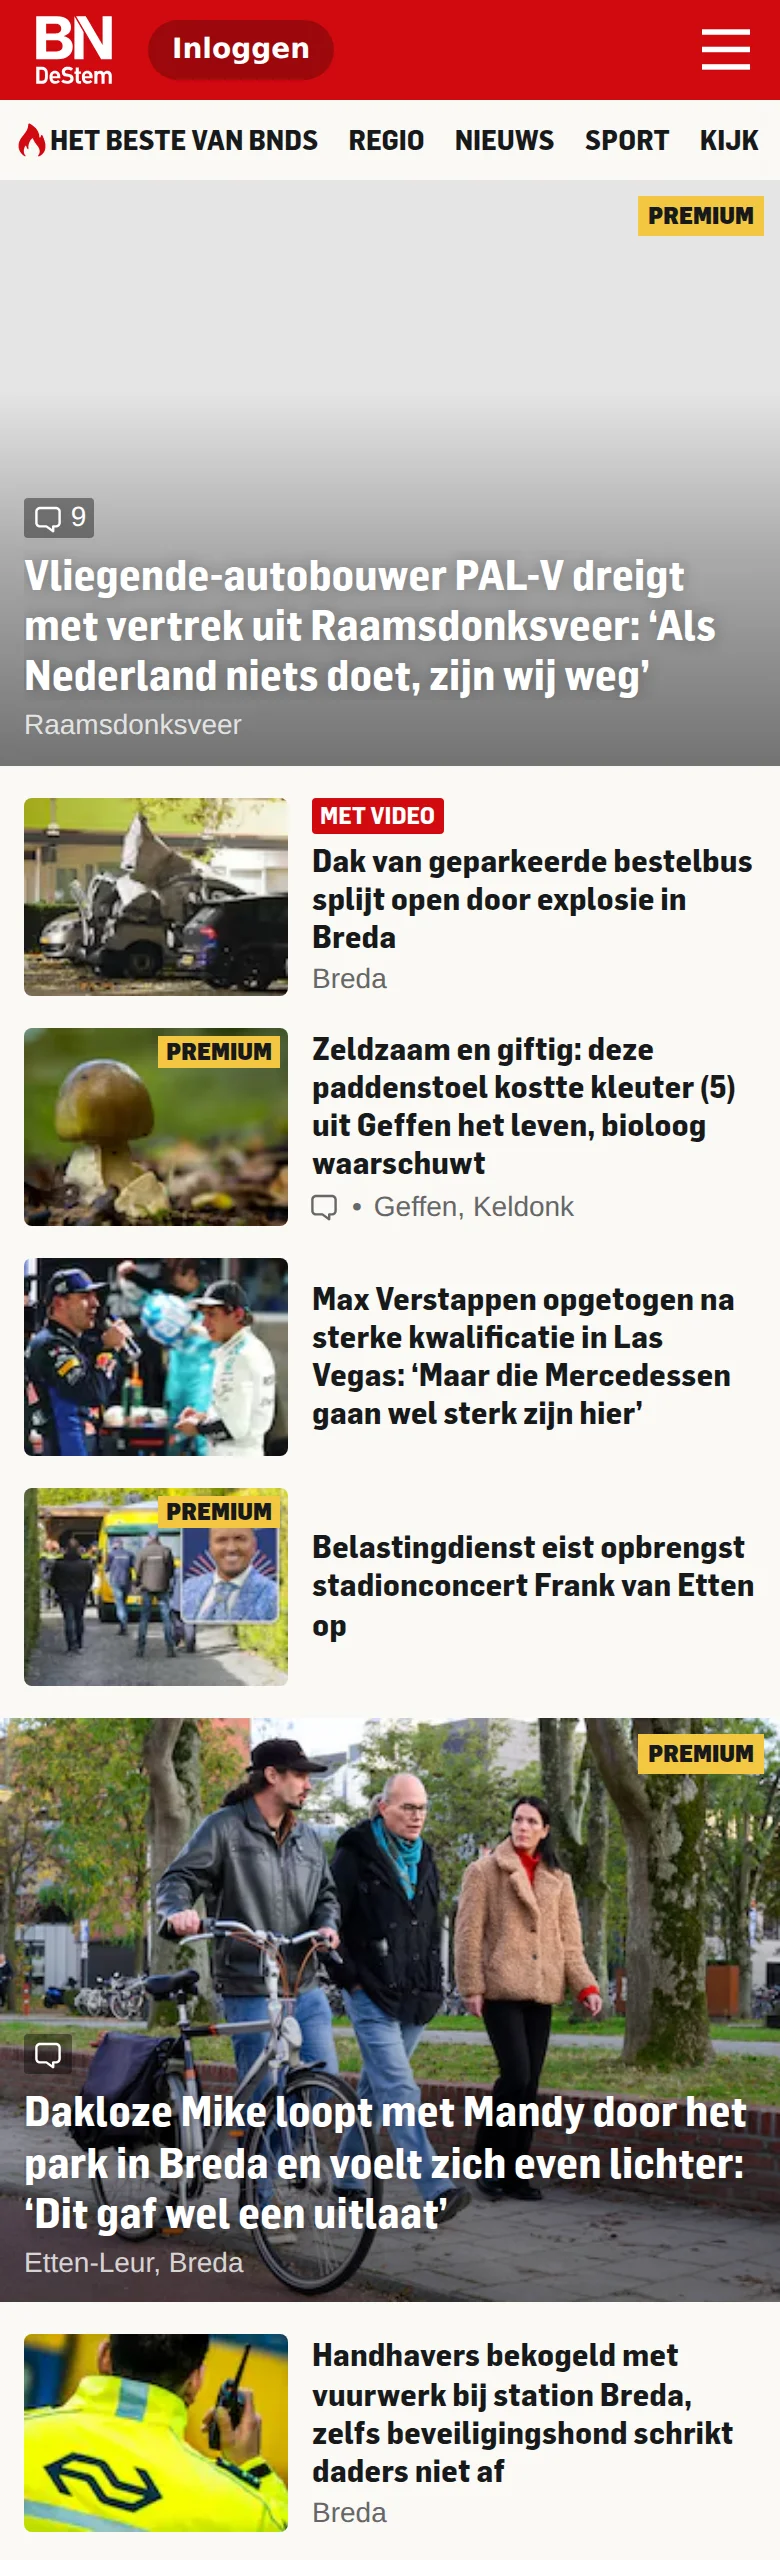 BN
DeStem
Inloggen
HET BESTE VAN BNDS REGIO NIEUWS SPORT KIJK
PREMIUM
9
Vliegende-autobouwer PAL-V dreigt
met vertrek uit Raamsdonksveer: ‘Als
Nederland niets doet, zijn wij weg’
Raamsdonksveer
MET VIDEO
Dak van geparkeerde bestelbus
splijt open door explosie in
Breda
Breda
PREMIUM
Zeldzaam en giftig: deze
paddenstoel kostte kleuter (5)
uit Geffen het leven, bioloog
waarschuwt
• Geffen, Keldonk
Max Verstappen opgetogen na
sterke kwalificatie in Las
Vegas: ‘Maar die Mercedessen
gaan wel sterk zijn hier’
PREMIUM
Belastingdienst eist opbrengst
stadionconcert Frank van Etten
op
PREMIUM
Dakloze Mike loopt met Mandy door het
park in Breda en voelt zich even lichter:
‘Dit gaf wel een uitlaat’
Etten-Leur, Breda
Handhavers bekogeld met
vuurwerk bij station Breda,
zelfs beveiligingshond schrikt
daders niet af
Breda